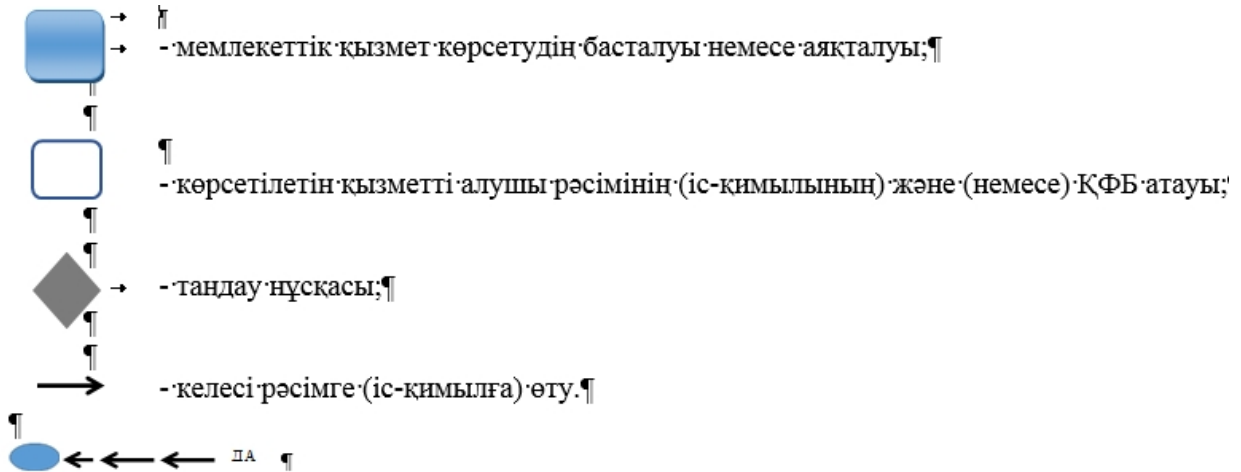 - мемлекеттік қызмет көрсетудің басталуы немесе аяқталуы;
- көрсетілетін қызметті алушы рәсімінің (іс-қимылының) және (немесе) ҚФБ атауы;
- таңдау нұсқасы;
- келесі рәсімге (іс-қимылға) өту.
ДА